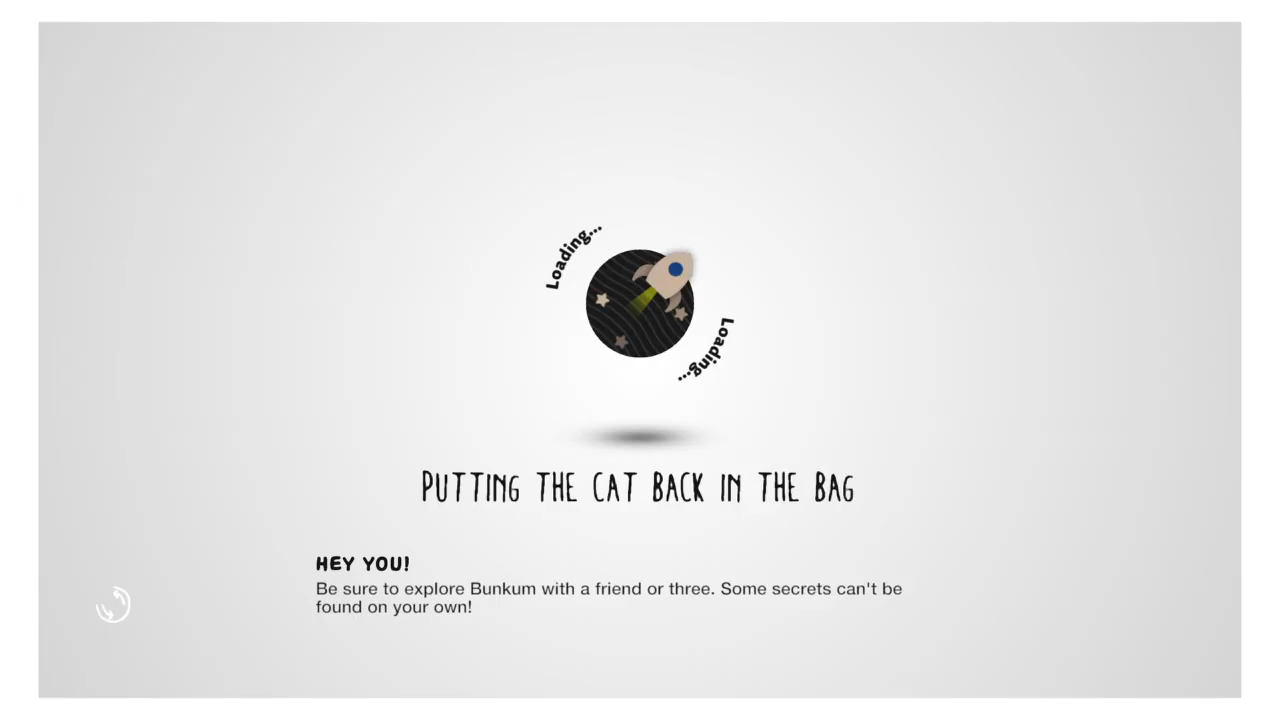 Loading...
Loading...
PUTTING THE CAT BACK IN THE BAG
HEY YOU!
Be sure to explore Bunkum with a friend or three. Some secrets can't be
found on your own!